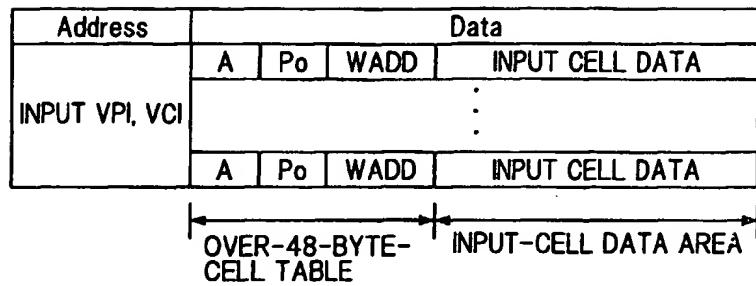 Address Data
A Po WADD INPUT CELL DATA
INPUT VPI, VCI
A Po WADD INPUT CELL DATA
OVER-48-BYTE- INPUT-CELL DATA AREA
CELL TABLE